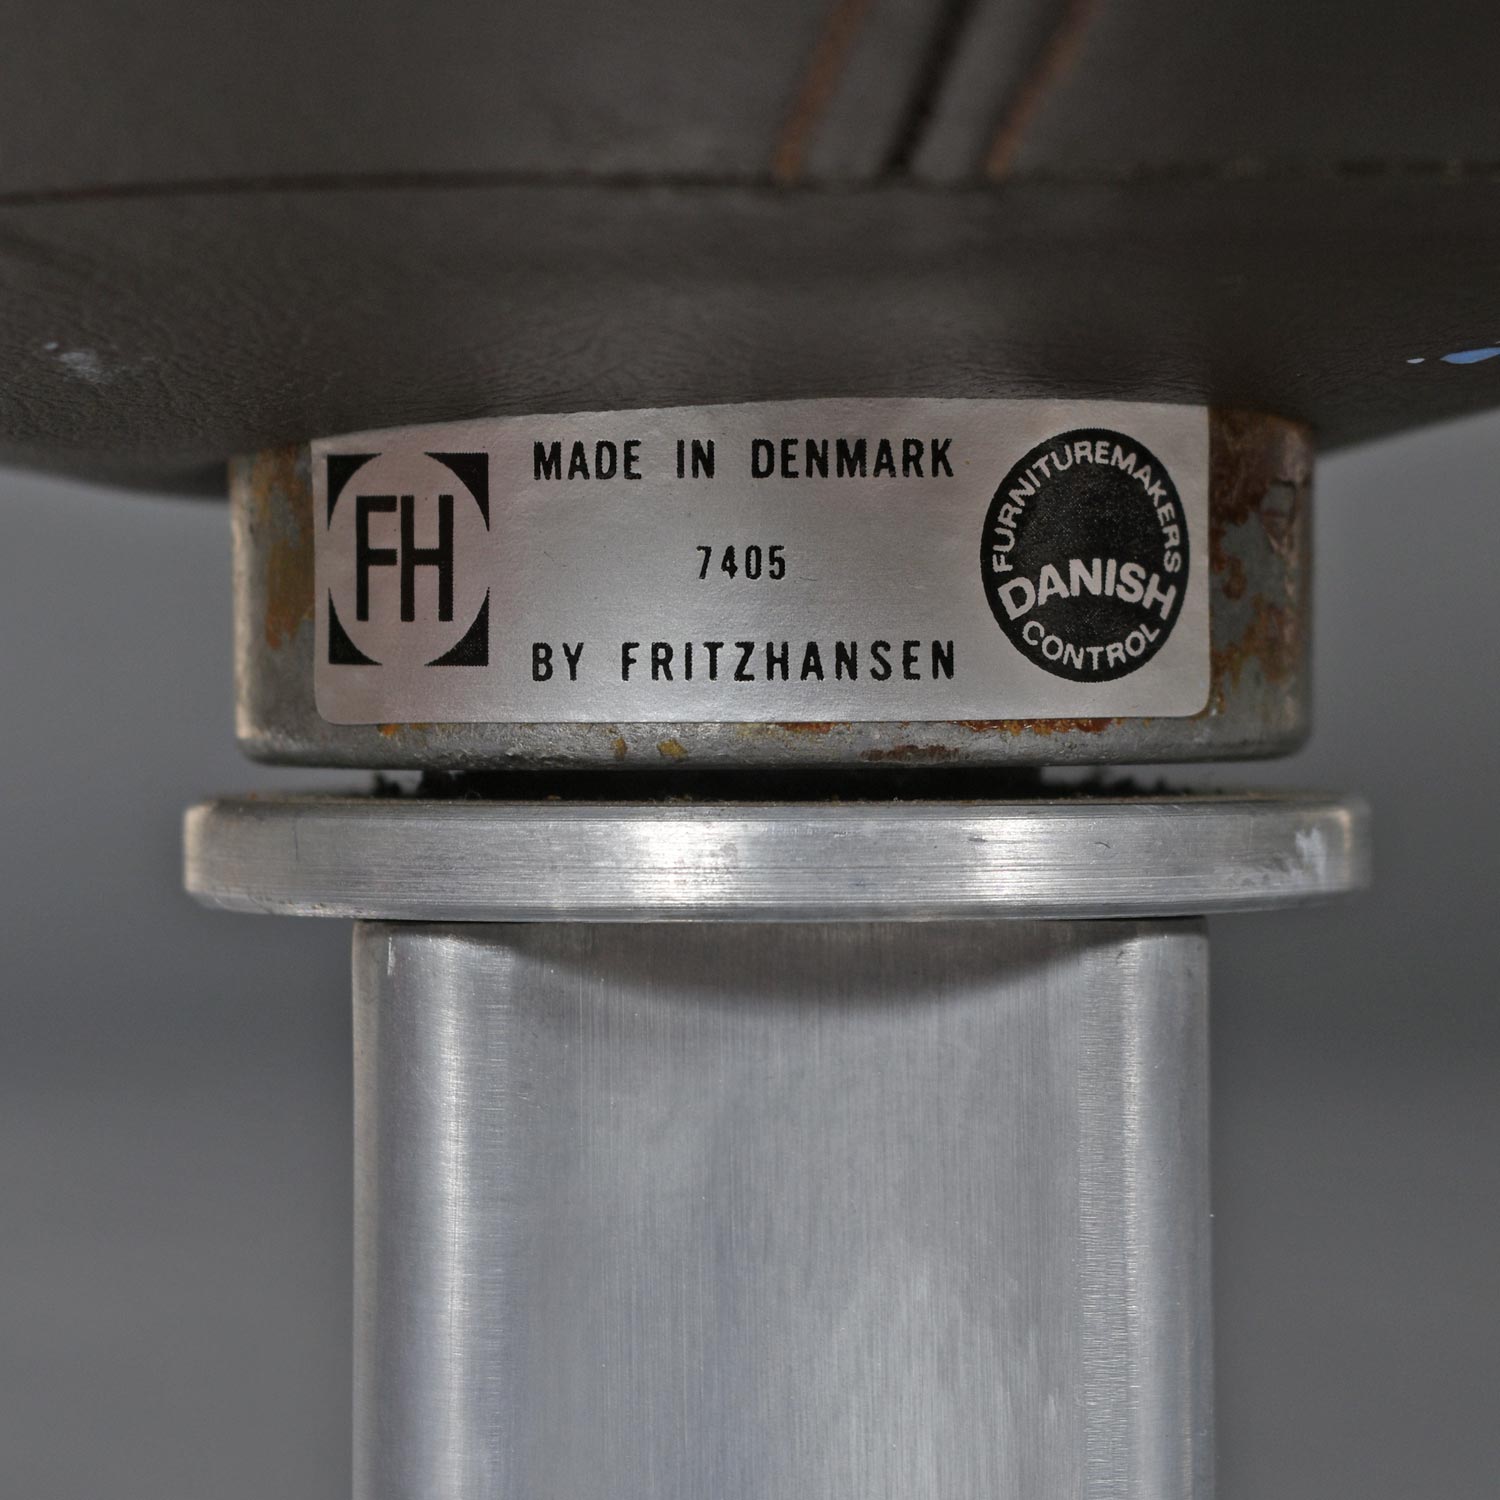 FH
MADE IN DENMARK
7405
BY FRITZHANSEN
FURNITUREMAKERS
DANISH
CONTROL